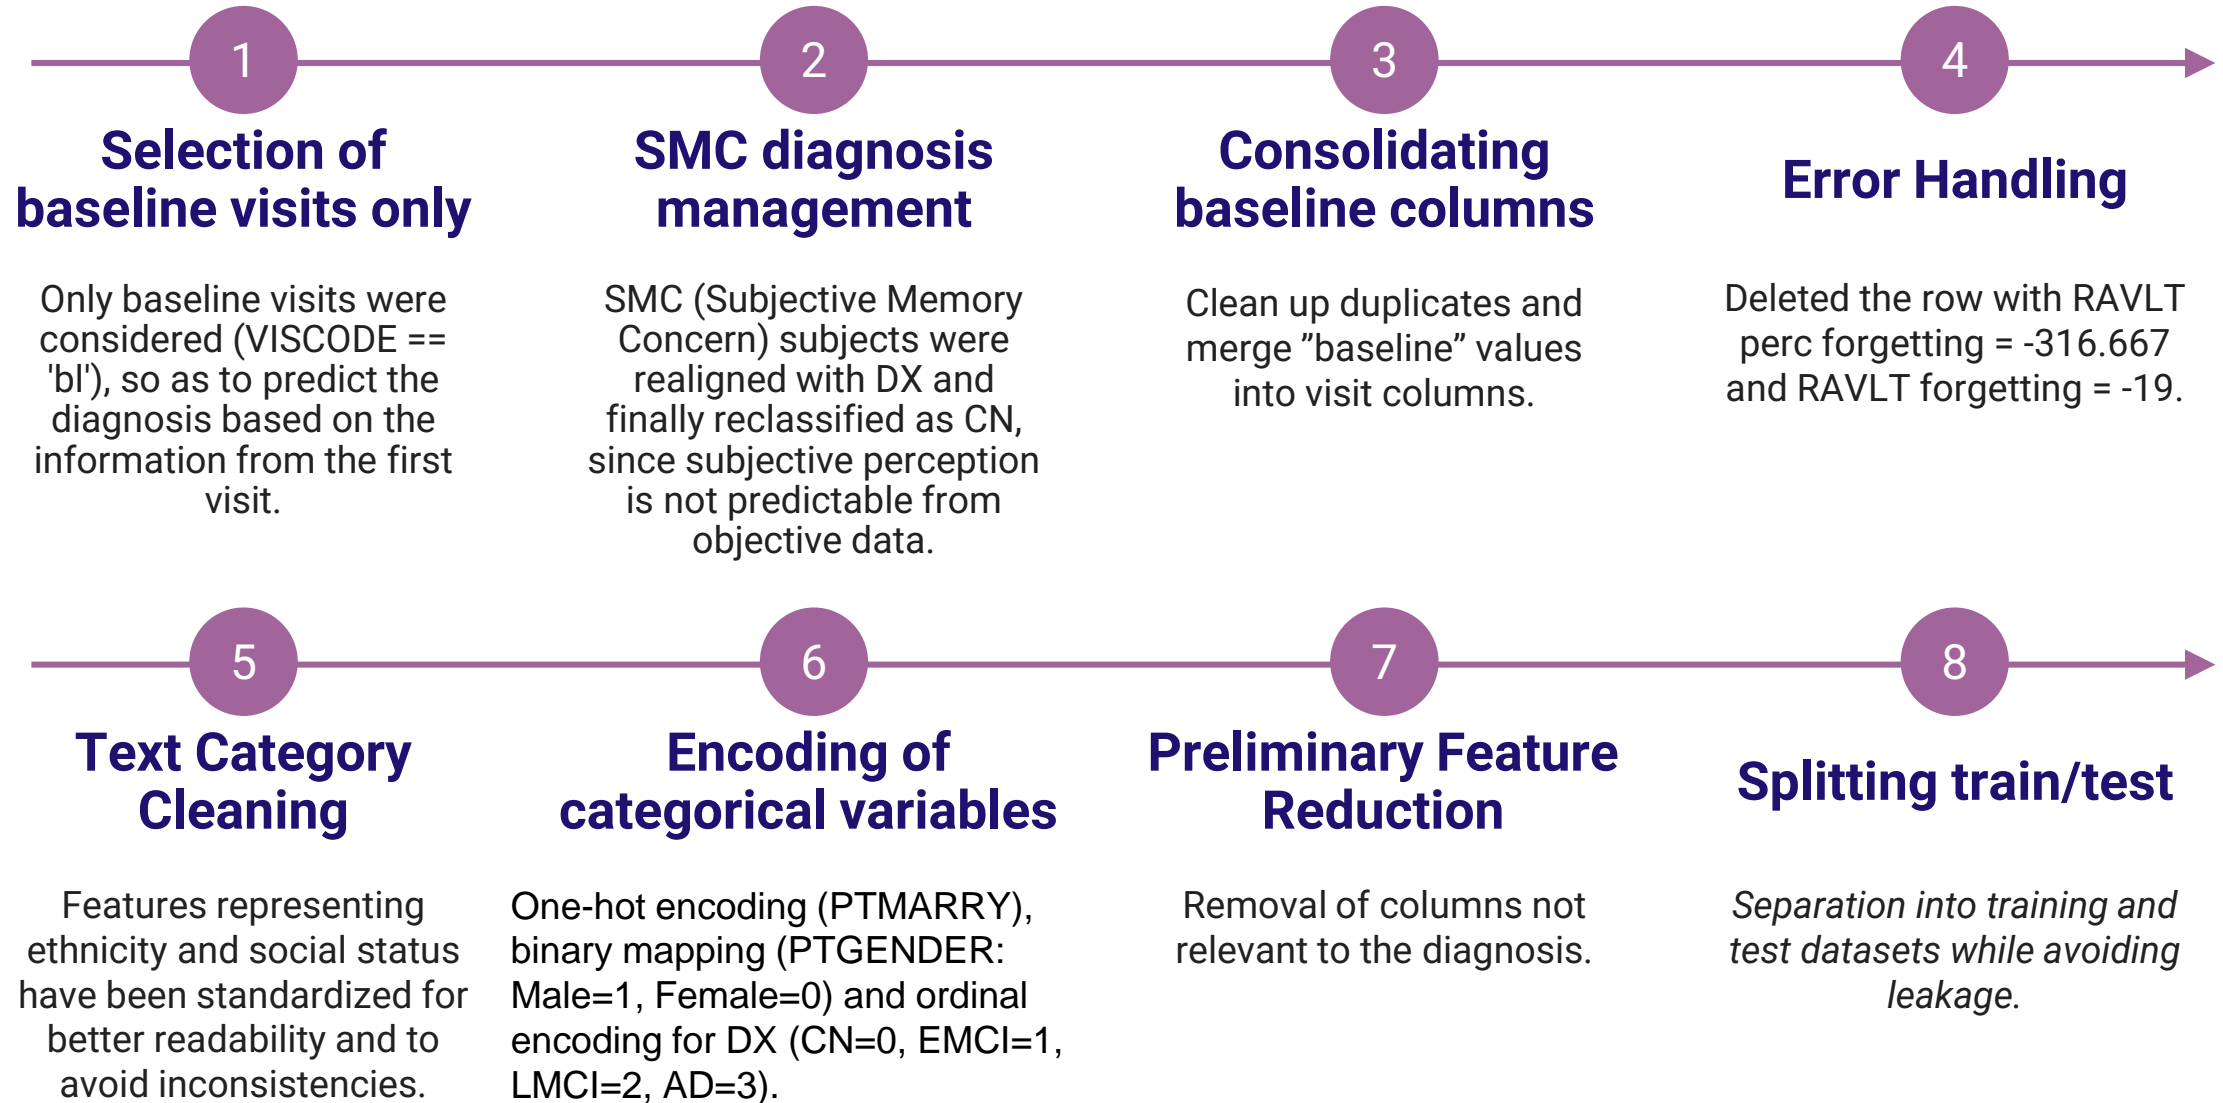 1
Selection of
baseline visits only
Only baseline visits were
considered (VISCODE ==
'bl'), so as to predict the
diagnosis based on the
information from the first
visit.
2
SMC diagnosis
management
SMC (Subjective Memory
Concern) subjects were
realigned with DX and
finally reclassified as CN,
since subjective perception
is not predictable from
objective data.
3
Consolidating
baseline columns
Clean up duplicates and
merge ”baseline” values
into visit columns.
4
Error Handling
Deleted the row with RAVLT
perc forgetting = -316.667
and RAVLT forgetting = -19.
5
Text Category
Cleaning
Features representing
ethnicity and social status
have been standardized for
better readability and to
avoid inconsistencies.
6
Encoding of
categorical variables
One-hot encoding (PTMARRY),
binary mapping (PTGENDER:
Male=1, Female=0) and ordinal
encoding for DX (CN=0, EMCI=1,
LMCI=2, AD=3).
7
Preliminary Feature
Reduction
Removal of columns not
relevant to the diagnosis.
8
Splitting train/test
Separation into training and
test datasets while avoiding
leakage.